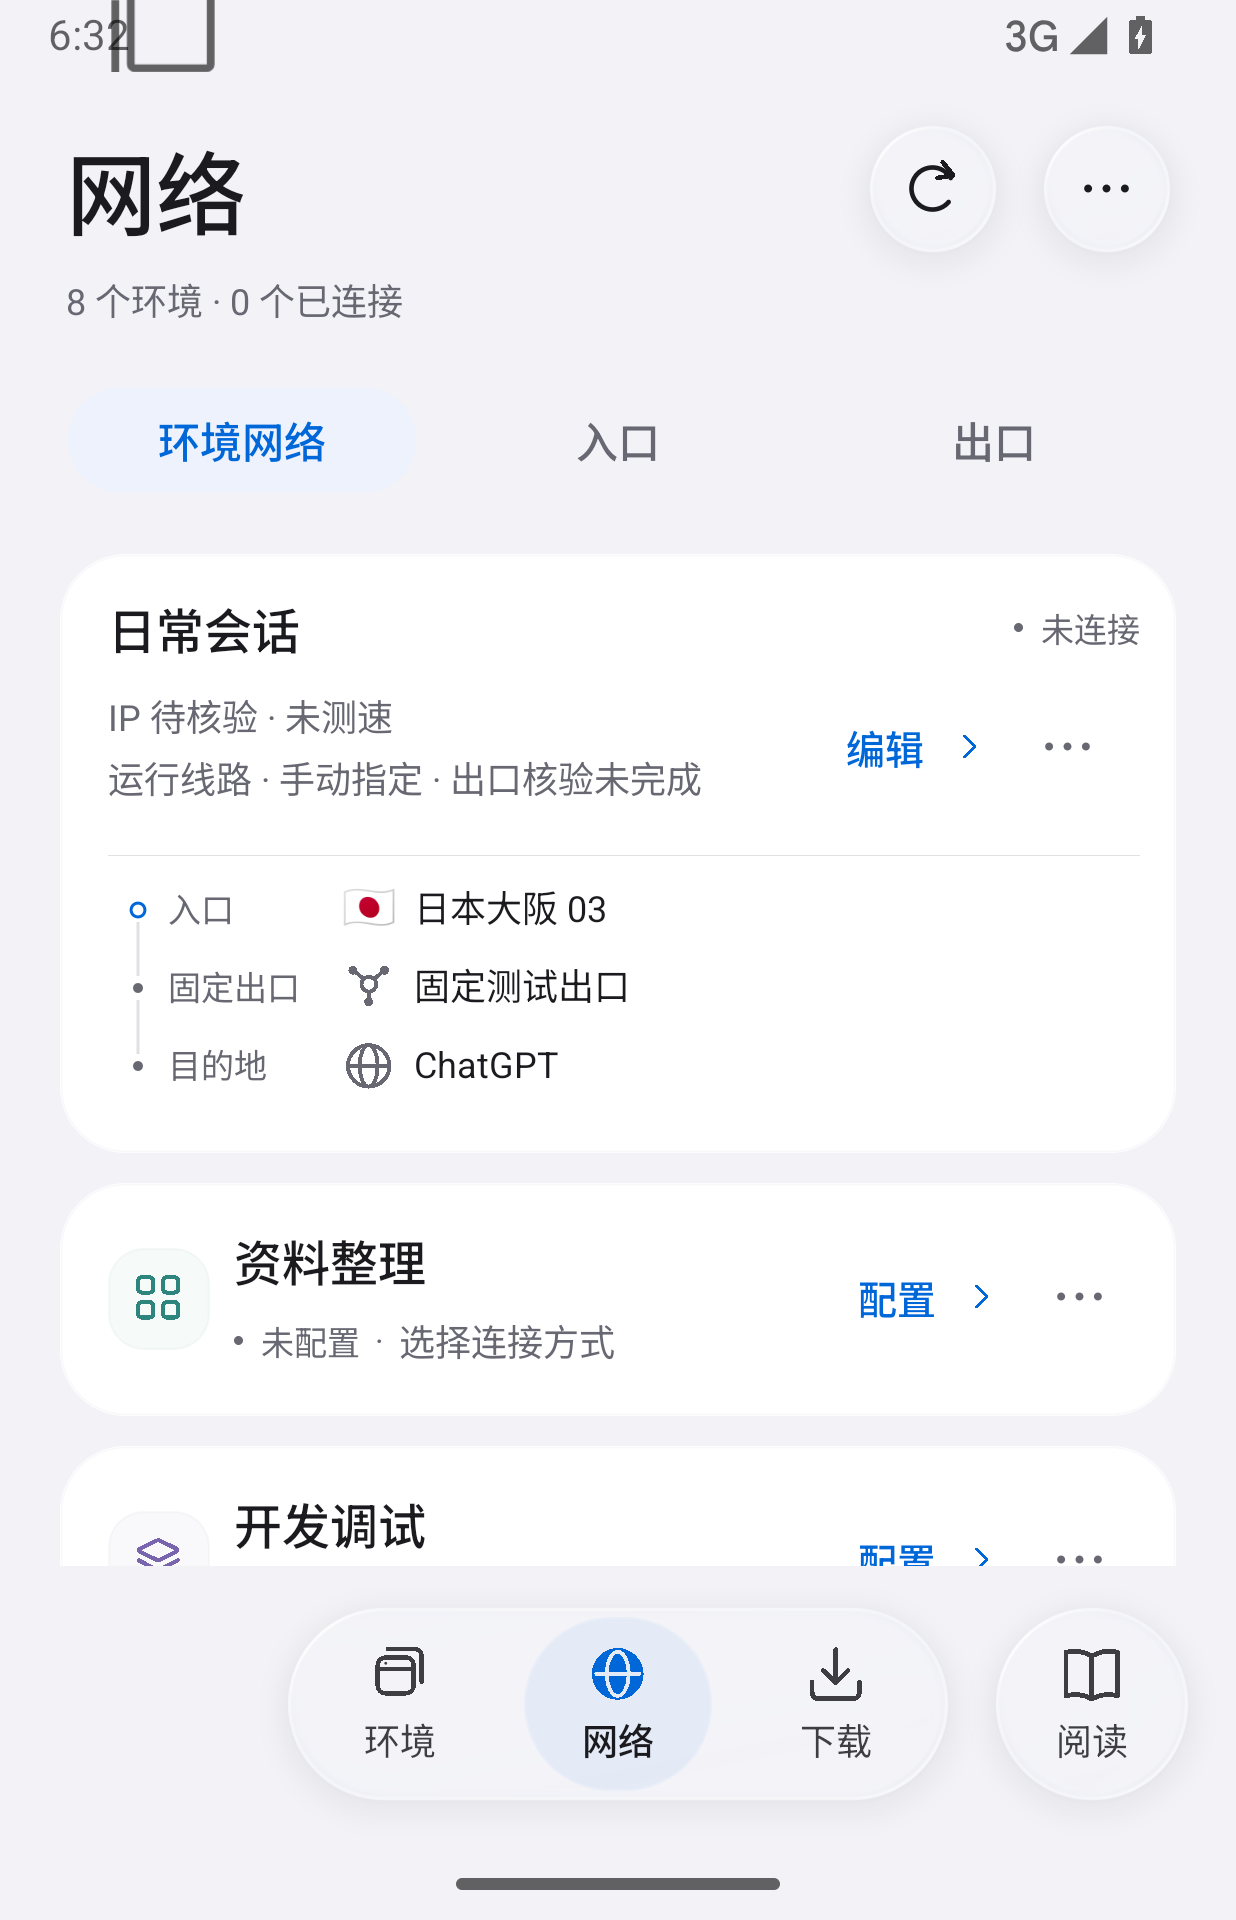 6:32
3G
网络
8 个环境 · 0 个已连接
环境网络
入口
出口
日常会话
• 未连接
IP 待核验 · 未测速
运行线路 · 手动指定 · 出口核验未完成
编辑
入口
日本大阪 03
固定出口
固定测试出口
目的地
ChatGPT
资料整理
• 未配置 · 选择连接方式
配置
开发调试
配置
环境
网络
下载
阅读